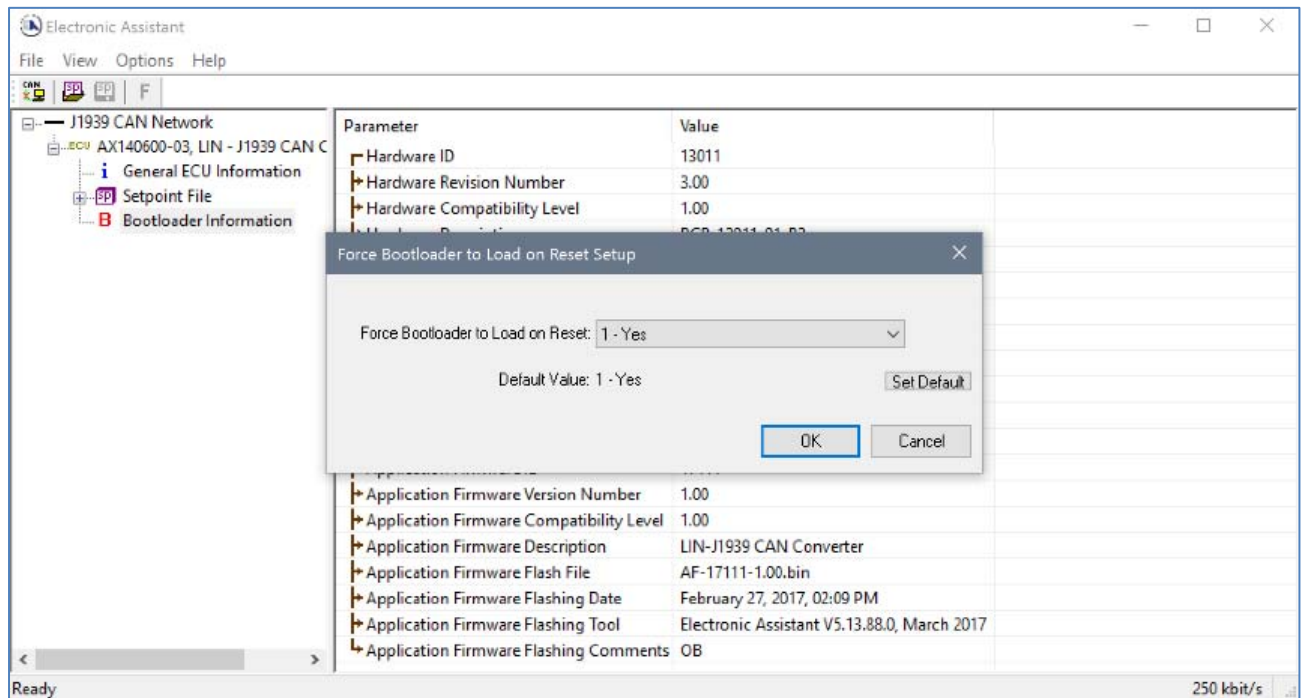 Electronic Assistant
File View Options Help
CAN SP SP F
J1939 CAN Network
ECU AX140600-03, LIN - J1939 CAN C
i General ECU Information
SP Setpoint File
B Bootloader Information
Parameter Value
Hardware ID 13011
Hardware Revision Number 3.00
Hardware Compatibility Level 1.00
Force Bootloader to Load on Reset Setup
Force Bootloader to Load on Reset: 1 - Yes
Default Value: 1 - Yes Set Default
OK Cancel
Application Firmware Version Number 1.00
Application Firmware Compatibility Level 1.00
Application Firmware Description LIN-J1939 CAN Converter
Application Firmware Flash File AF-17111-1.00.bin
Application Firmware Flashing Date February 27, 2017, 02:09 PM
Application Firmware Flashing Tool Electronic Assistant V5.13.88.0, March 2017
Application Firmware Flashing Comments OB
Ready 250 kbit/s